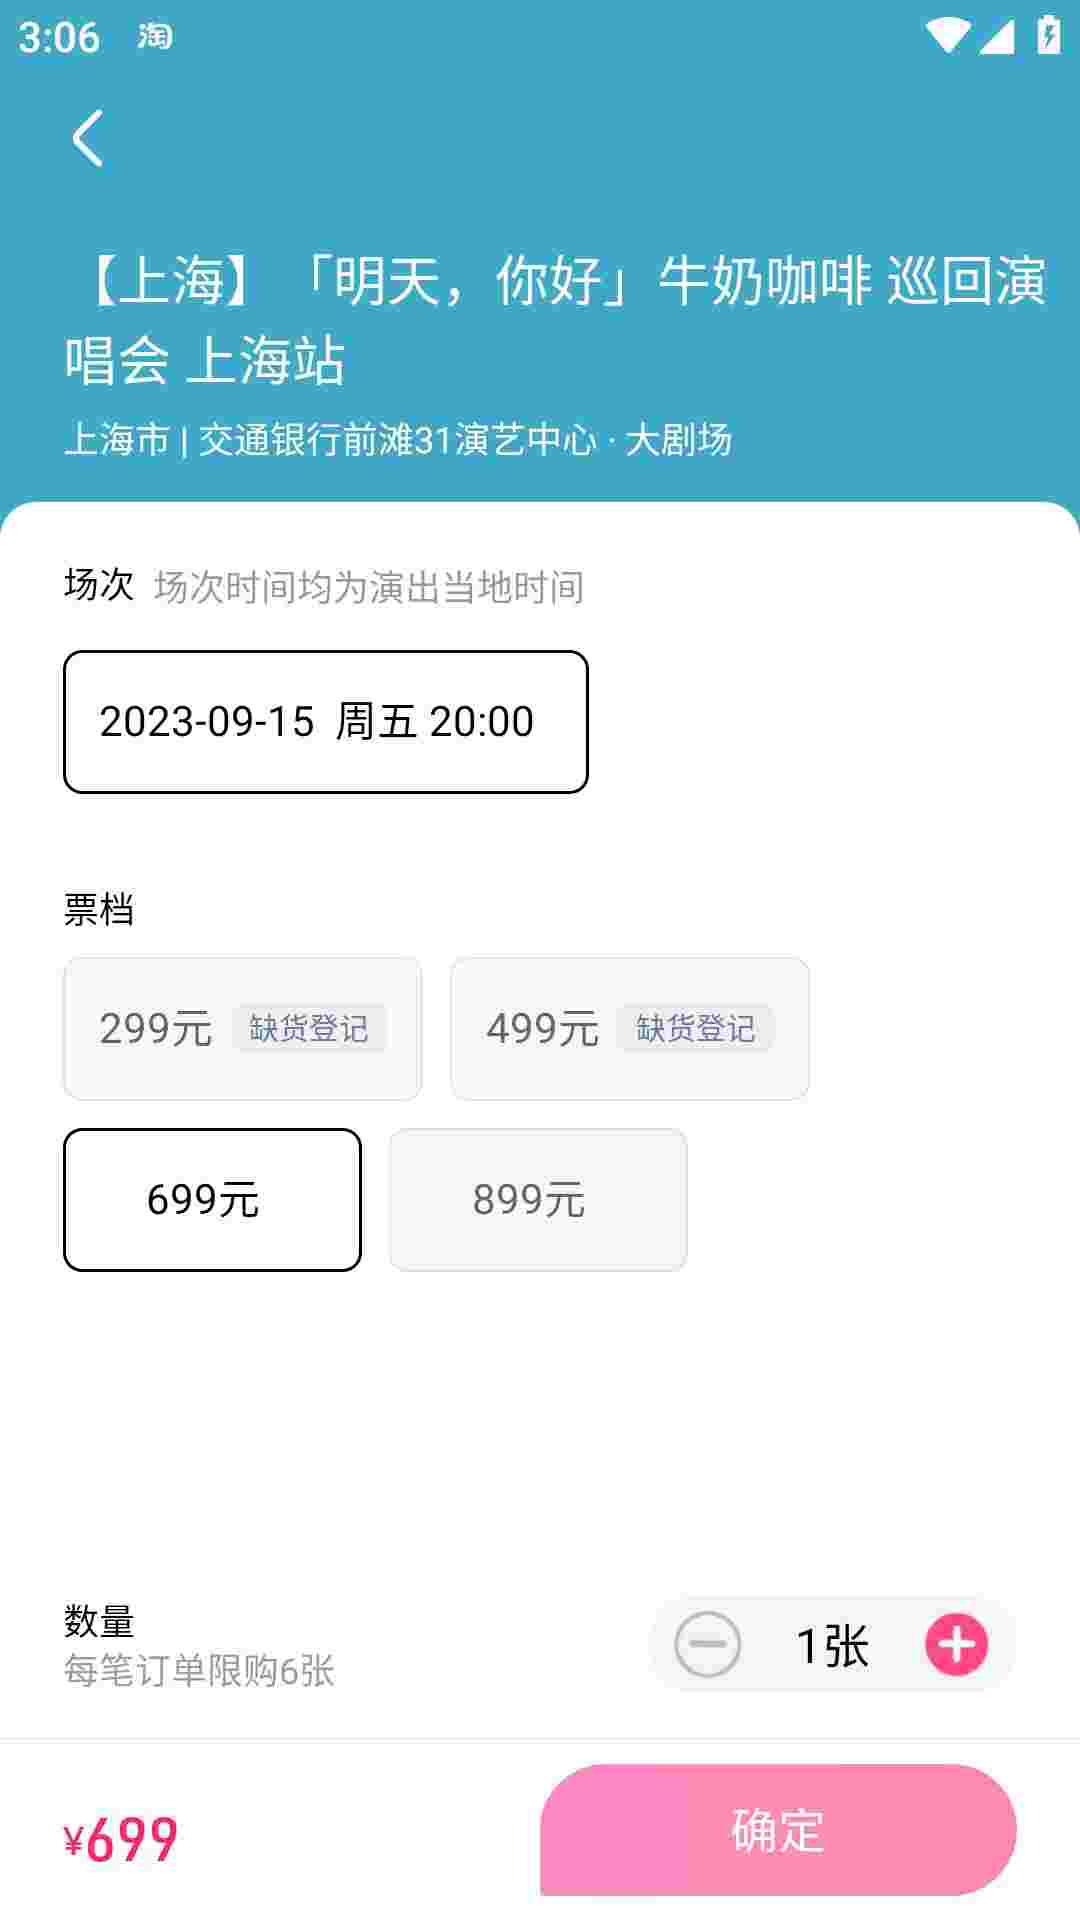 3:06 淘
【上海】「明天，你好」牛奶咖啡 巡回演
唱会 上海站
上海市 | 交通银行前滩31演艺中心 · 大剧场
场次 场次时间均为演出当地时间
2023-09-15 周五 20:00
票档
299元 缺货登记 499元 缺货登记
699元 899元
数量
每笔订单限购6张
1张
¥699
确定